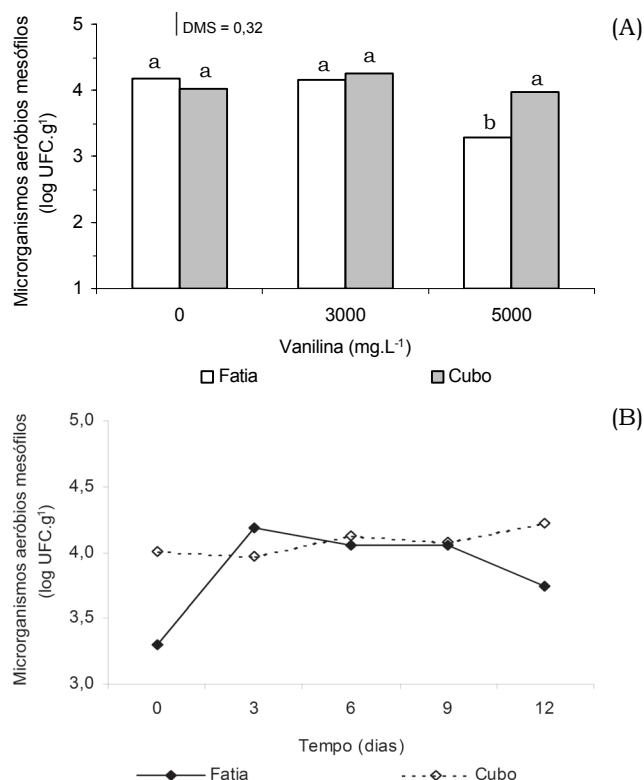 (A)
Microrganismos aeróbios mesófilos
(log UFC.g¹)
5
4
3
2
1
DMS = 0,32
a
a
a
a
b
a
0
3000
5000
Vanilina (mg.L⁻¹)
Fatia
Cubo
(B)
Microrganismos aeróbios mesófilos
(log UFC.g¹)
5,0
4,5
4,0
3,5
3,0
0
3
6
9
12
Tempo (dias)
Fatia
Cubo